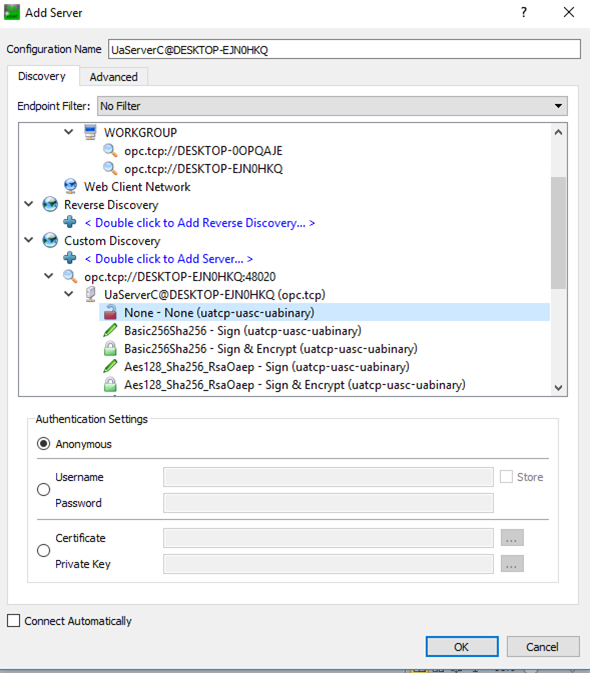 Add Server
?
Configuration Name UaServerC@DESKTOP-EJN0HKQ
Discovery Advanced
Endpoint Filter: No Filter
WORKGROUP
opc.tcp://DESKTOP-0OPQAJE
opc.tcp://DESKTOP-EJN0HKQ
Web Client Network
Reverse Discovery
< Double click to Add Reverse Discovery... >
Custom Discovery
< Double click to Add Server... >
opc.tcp://DESKTOP-EJN0HKQ:48020
UaServerC@DESKTOP-EJN0HKQ (opc.tcp)
None - None (uatcp-uasc-uabinary)
Basic256Sha256 - Sign (uatcp-uasc-uabinary)
Basic256Sha256 - Sign & Encrypt (uatcp-uasc-uabinary)
Aes128_Sha256_RsaOaep - Sign (uatcp-uasc-uabinary)
Aes128_Sha256_RsaOaep - Sign & Encrypt (uatcp-uasc-uabinary)
Authentication Settings
Anonymous
Username Store
Password
Certificate ...
Private Key ...
Connect Automatically
OK Cancel